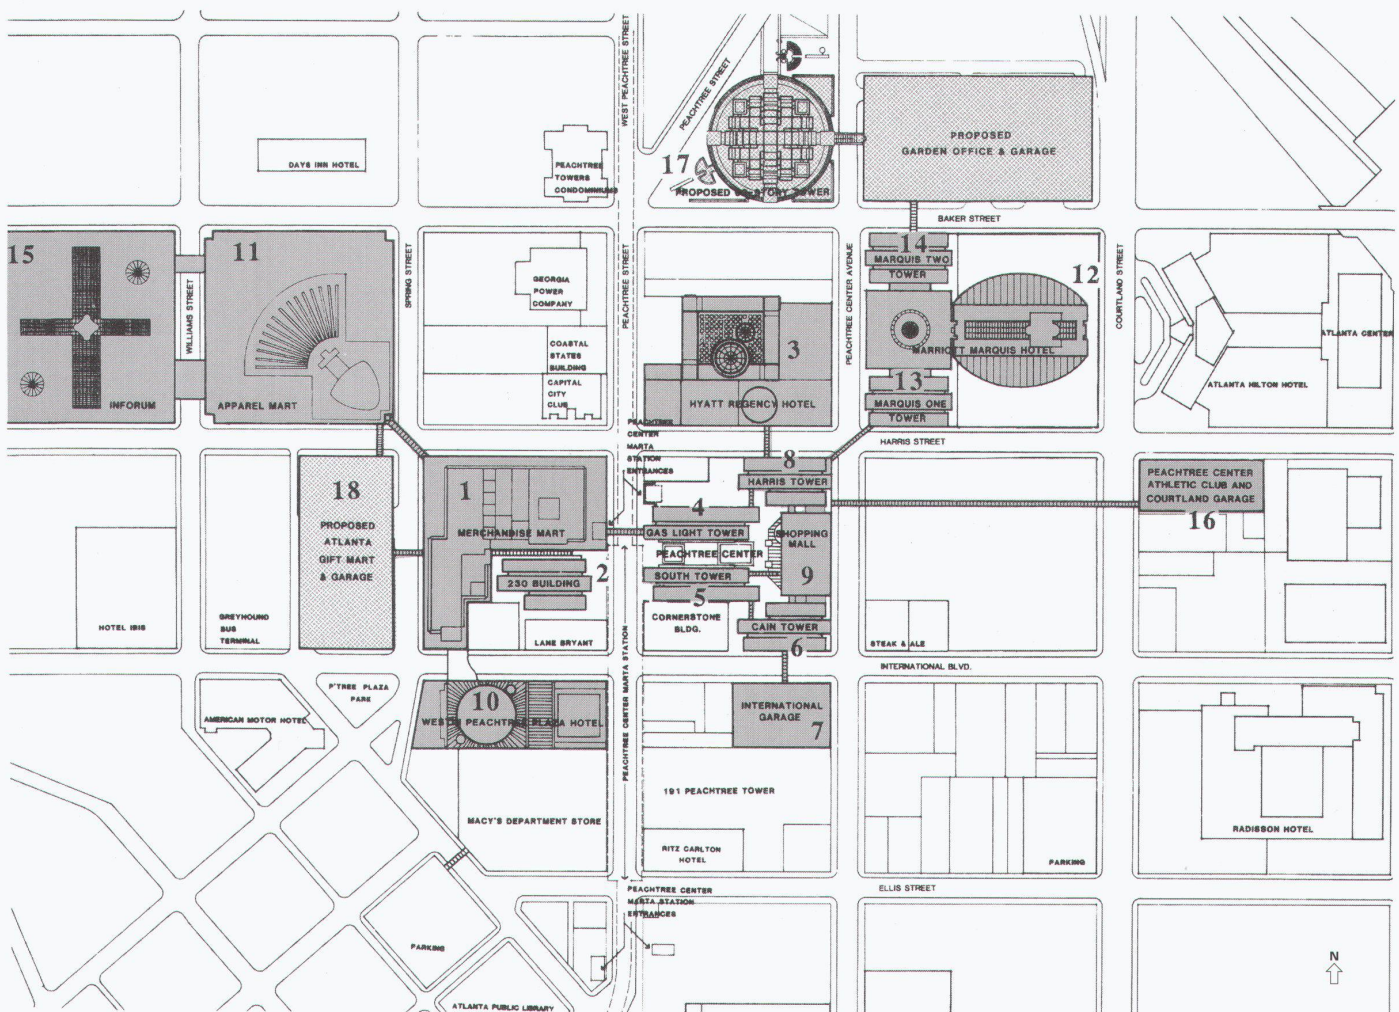 WEST PEACHTREE STREET
PEACHTREE STREET
17
PROPOSED
GARDEN OFFICE & GARAGE
DAYS INN HOTEL
PEACHTREE
TOWERS
CONDOMINIUMS
BAKER STREET
15
11
14
MARQUIS TWO
TOWER
12
WILLIAMS STREET
SPRING STREET
PEACHTREE STREET
PEACHTREE CENTER AVENUE
COURTLAND STREET
GEORGIA
POWER
COMPANY
COASTAL
STATES
BUILDING
CAPITAL
CITY
CLUB
3
MARRIOTT MARQUIS HOTEL
ATLANTA CENTER
INFORUM
APPAREL MART
HYATT REGENCY HOTEL
13
MARQUIS ONE
TOWER
ATLANTA HILTON HOTEL
PEACHTREE
CENTER
MARTA
STATION
ENTRANCES
HARRIS STREET
18
PROPOSED
ATLANTA
GIFT MART
& GARAGE
1
MERCHANDISE MART
2
230 BUILDING
8
HARRIS TOWER
4
GAS LIGHT TOWER
PEACHTREE CENTER
SOUTH TOWER
5
SHOPPING
MALL
9
PEACHTREE CENTER
ATHLETIC CLUB AND
COURTLAND GARAGE
16
HOTEL IBIS
GREYHOUND
BUS
TERMINAL
LANE BRYANT
CORNERSTONE
BLDG.
CAIN TOWER
6
STEAK & ALE
INTERNATIONAL BLVD.
PEACHTREE CENTER MARTA STATION
P'TREE PLAZA
PARK
AMERICAN MOTOR HOTEL
10
WESTIN PEACHTREE PLAZA HOTEL
INTERNATIONAL
GARAGE
7
MACY'S DEPARTMENT STORE
191 PEACHTREE TOWER
RITZ CARLTON
HOTEL
PARKING
RADISSON HOTEL
ELLIS STREET
PEACHTREE CENTER
MARTA STATION
ENTRANCES
PARKING
ATLANTA PUBLIC LIBRARY
N